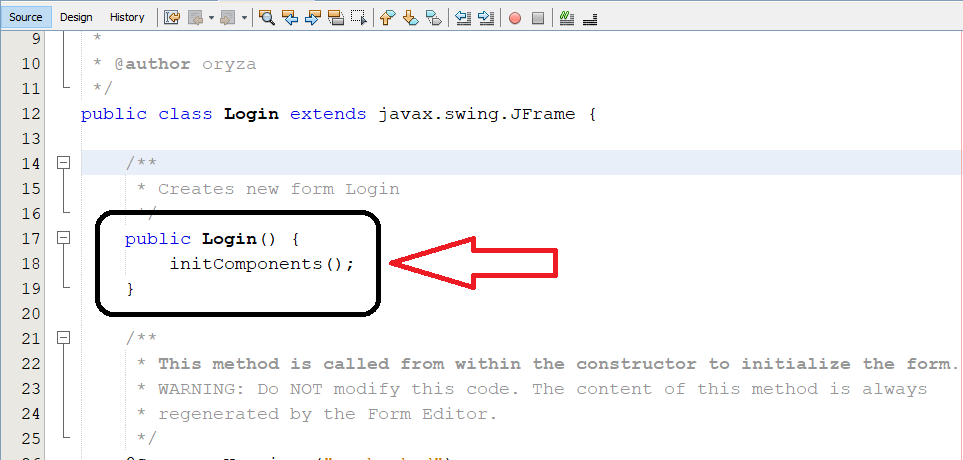 Source Design History
9 *
10 * @author oryza
11 */
12 public class Login extends javax.swing.JFrame {
13
14 /**
15 * Creates new form Login
16 */
17 public Login() {
18 initComponents();
19 }
20
21 /**
22 * This method is called from within the constructor to initialize the form.
23 * WARNING: Do NOT modify this code. The content of this method is always
24 * regenerated by the Form Editor.
25 */